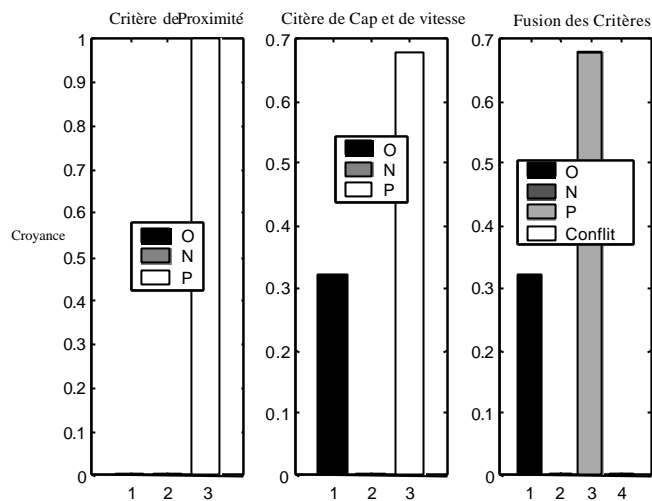 Critère de Proximité
1
0.9
0.8
0.7
0.6
0.5
0.4
0.3
0.2
0.1
0
Croyance
O
N
P
1 2 3
Citère de Cap et de vitesse
0.7
0.6
0.5
0.4
0.3
0.2
0.1
0
O
N
P
1 2 3
Fusion des Critères
0.7
0.6
0.5
0.4
0.3
0.2
0.1
0
O
N
P
Conflit
1 2 3 4